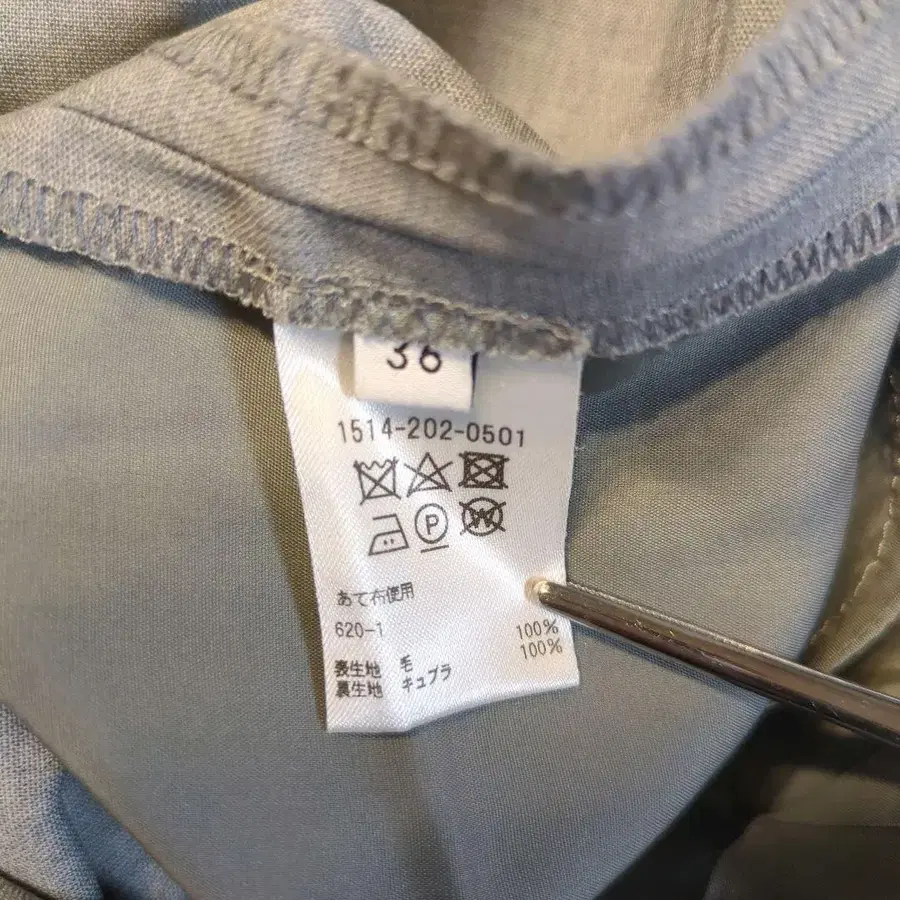 36
1514-202-0501
P W
あて布使用
620-1
表生地 毛 100%
裏生地 キュプラ 100%